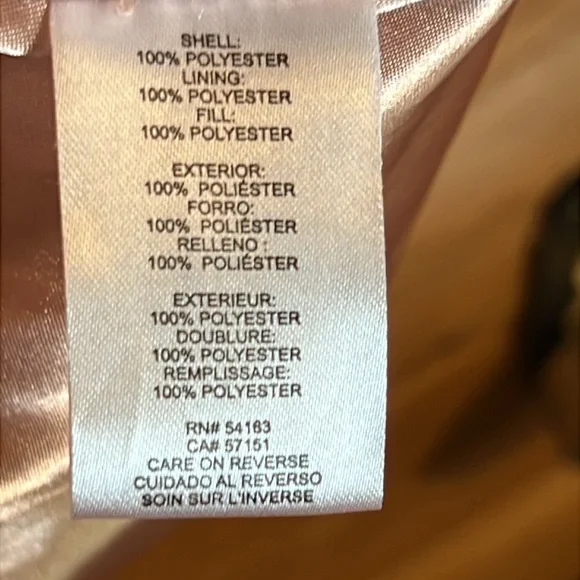 SHELL:
100% POLYESTER
LINING:
100% POLYESTER
FILL:
100% POLYESTER
EXTERIOR:
100% POLIÉSTER
FORRO:
100% POLIÉSTER
RELLENO :
100% POLIÉSTER
EXTERIEUR:
100% POLYESTER
DOUBLURE:
100% POLYESTER
REMPLISSAGE:
100% POLYESTER
RN# 54163
CA# 57151
CARE ON REVERSE
CUIDADO AL REVERSO
SOIN SUR L'INVERSE